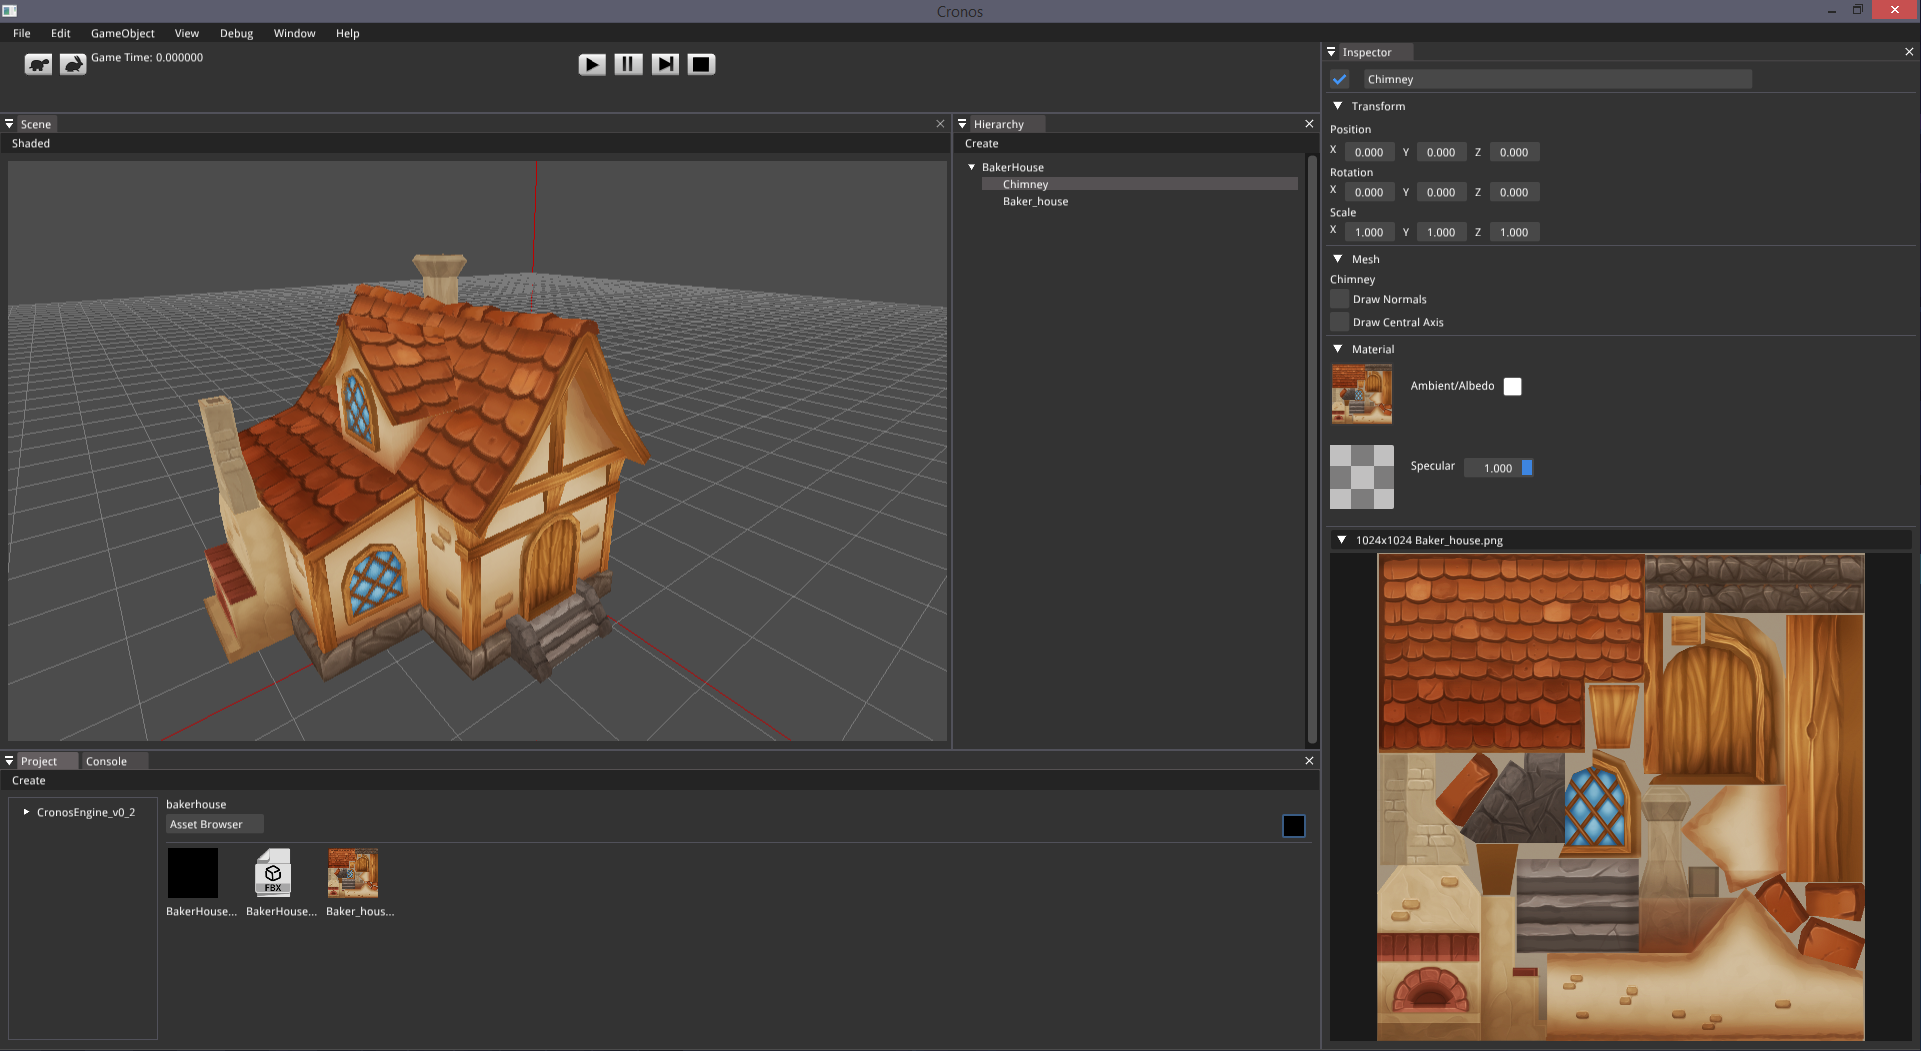 Cronos
File Edit GameObject View Debug Window Help
Game Time: 0.000000
Scene
Shaded
Hierarchy
Create
BakerHouse
Chimney
Baker_house
Inspector
Chimney
Transform
Position
X 0.000 Y 0.000 Z 0.000
Rotation
X 0.000 Y 0.000 Z 0.000
Scale
X 1.000 Y 1.000 Z 1.000
Mesh
Chimney
Draw Normals
Draw Central Axis
Material
Ambient/Albedo
Specular 1.000
1024x1024 Baker_house.png
Project Console
Create
CronosEngine_v0_2
bakerhouse
Asset Browser
FBX
BakerHouse... BakerHouse... Baker_hous...